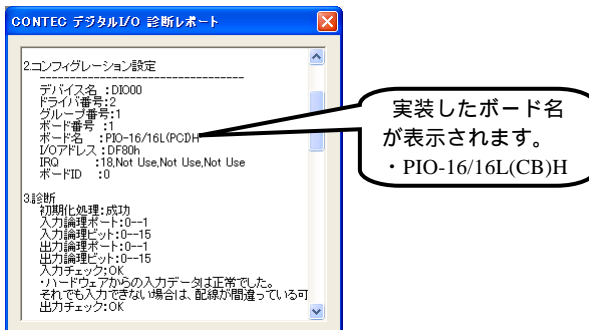 CONTEC デジタルI/O 診断レポート
2.コンフィグレーション設定
----------------------------------
デバイス名 :DIO00
ドライバ番号:2
グループ番号:1
ボード番号 :1
ボード名 :PIO-16/16L(PCI)H
I/Oアドレス :DF80h
IRQ :18,Not Use,Not Use,Not Use
ボードID :0
3.診断
初期化処理:成功
入力論理ポート:0--1
入力論理ビット:0--15
出力論理ポート:0--1
出力論理ビット:0--15
入力チェック:OK
・ハードウェアからの入力データは正常でした。
それでも入力できない場合は、配線が間違っている可
出力チェック:OK
実装したボード名
が表示されます。
・PIO-16/16L(CB)H